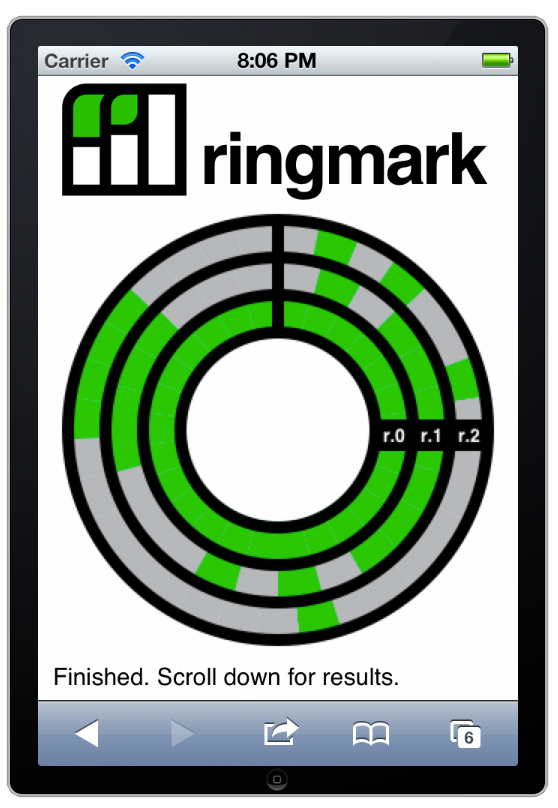 Carrier 8:06 PM
ringmark
r.0 r.1 r.2
Finished. Scroll down for results.
6